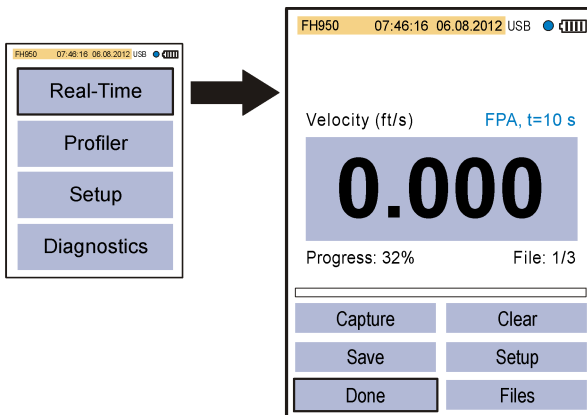 FH950 07:46:16 06.08.2012 USB
Real-Time
Profiler
Setup
Diagnostics
FH950 07:46:16 06.08.2012 USB
Velocity (ft/s) FPA, t=10 s
0.000
Progress: 32% File: 1/3
Capture Clear
Save Setup
Done Files